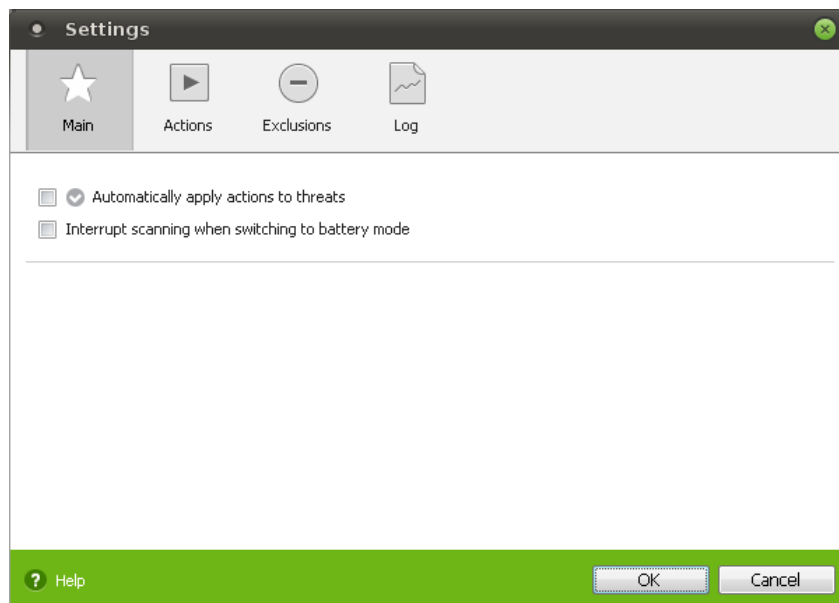 Settings
Main Actions Exclusions Log
Automatically apply actions to threats
Interrupt scanning when switching to battery mode
? Help OK Cancel